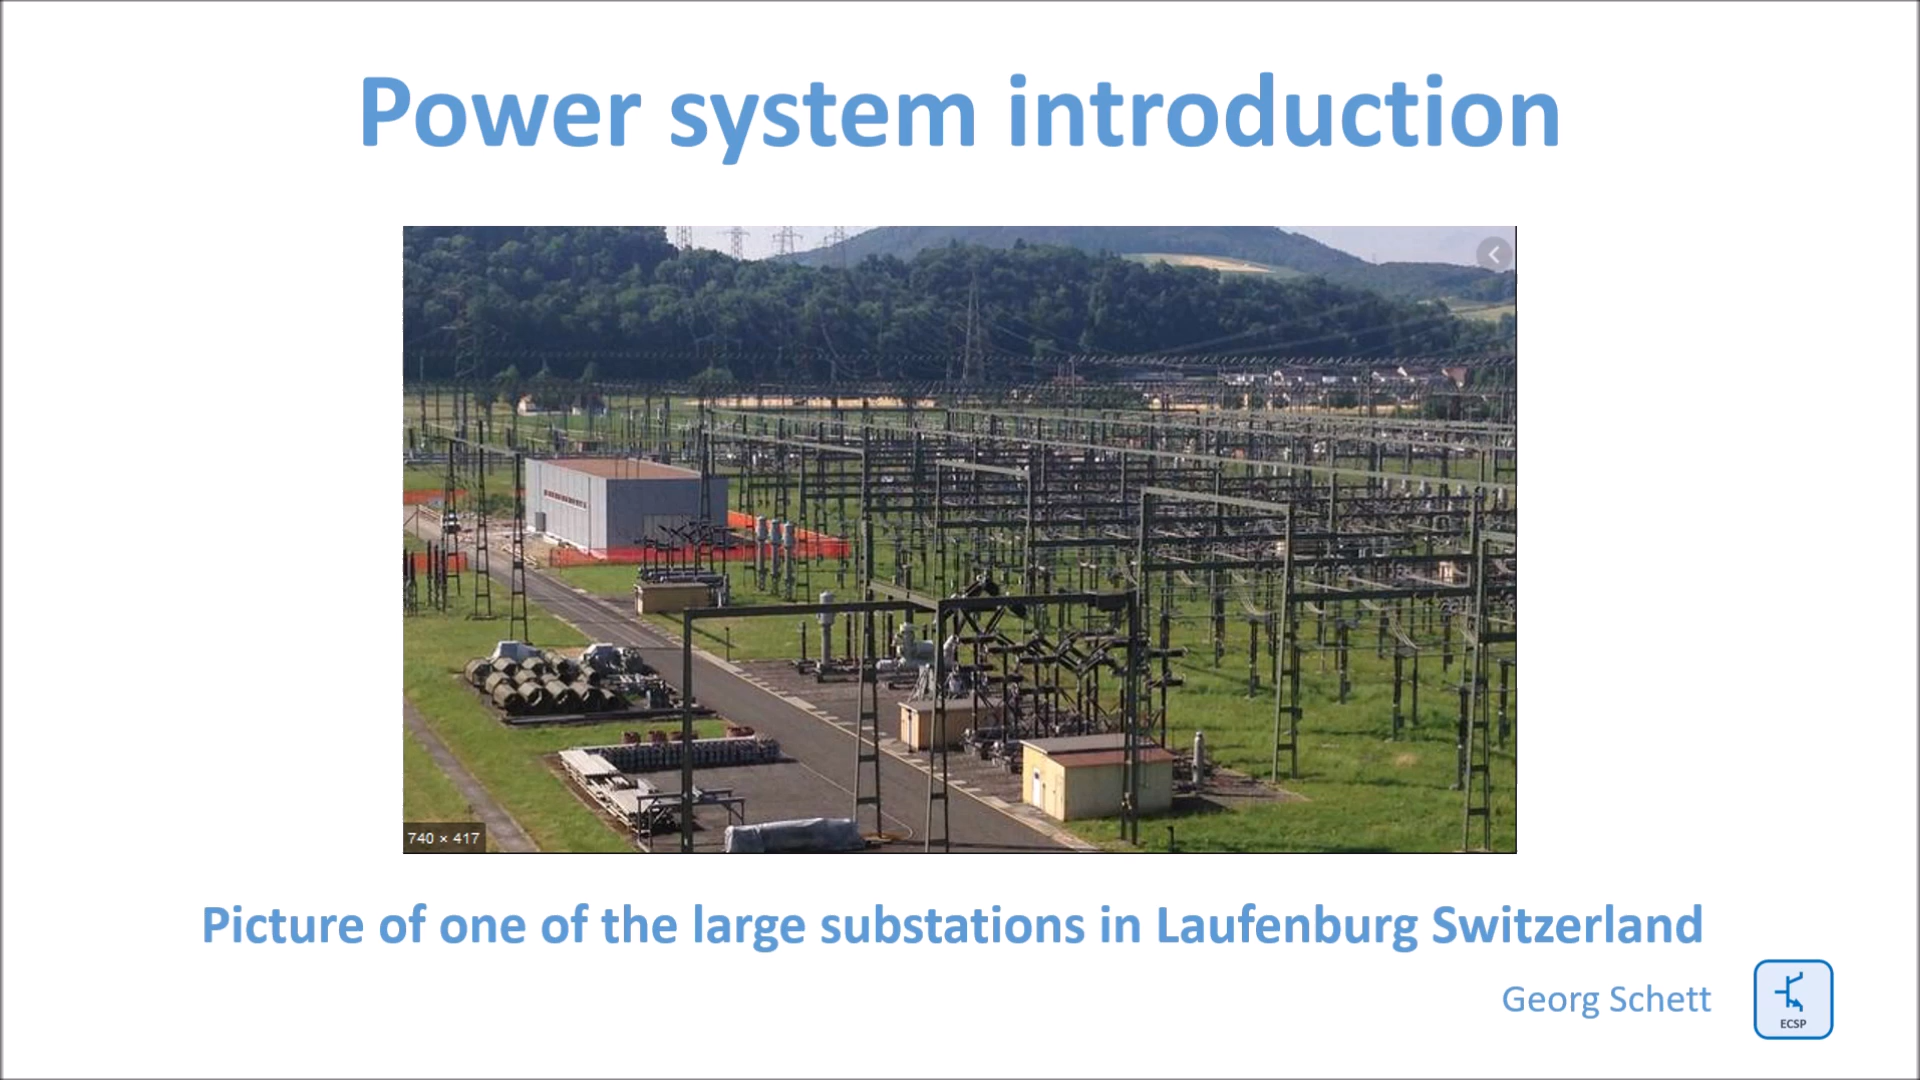 Power system introduction
740 × 417
Picture of one of the large substations in Laufenburg Switzerland
Georg Schett
ECSP